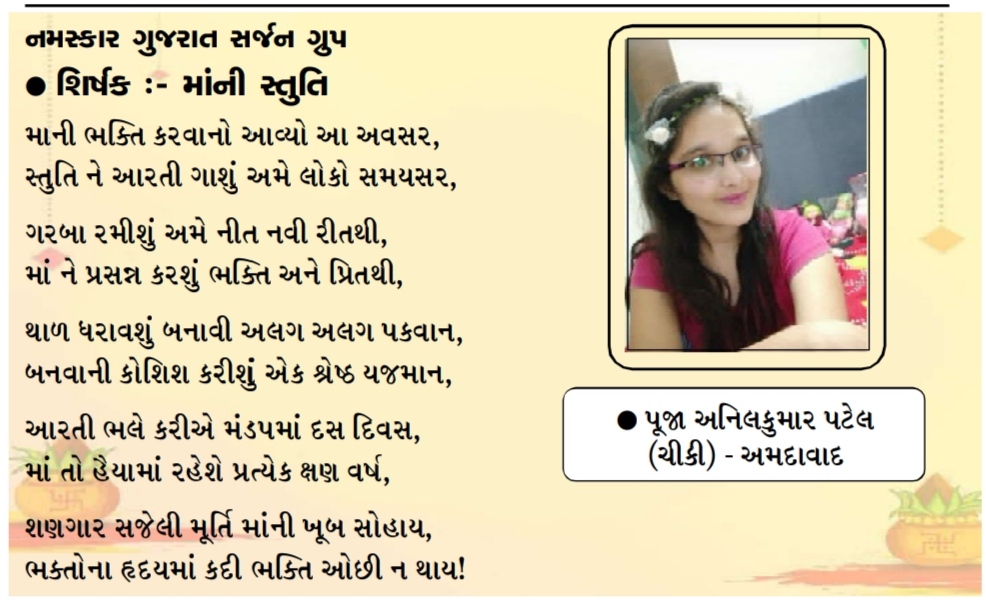 નમસ્કાર ગુજરાત સર્જન ગ્રુપ
● શિર્ષક :- માંની સ્તુતિ
માની ભક્તિ કરવાનો આવ્યો આ અવસર,
સ્તુતિ ને આરતી ગાશું અમે લોકો સમયસર,
ગરબા રમીશું અમે નીત નવી રીતથી,
માં ને પ્રસન્ન કરશું ભક્તિ અને પ્રિતથી,
થાળ ધરાવશું બનાવી અલગ અલગ પકવાન,
બનવાની કોશિશ કરીશું એક શ્રેષ્ઠ યજમાન,
આરતી ભલે કરીએ મંડપમાં દસ દિવસ,
માં તો હૈયામાં રહેશે પ્રત્યેક ક્ષણ વર્ષ,
શણગાર સજેલી મૂર્તિ માંની ખૂબ સોહાય,
ભક્તોના હૃદયમાં કદી ભક્તિ ઓછી ન થાય!
● પૂજા અનિલકુમાર પટેલ
(ચીકી) - અમદાવાદ